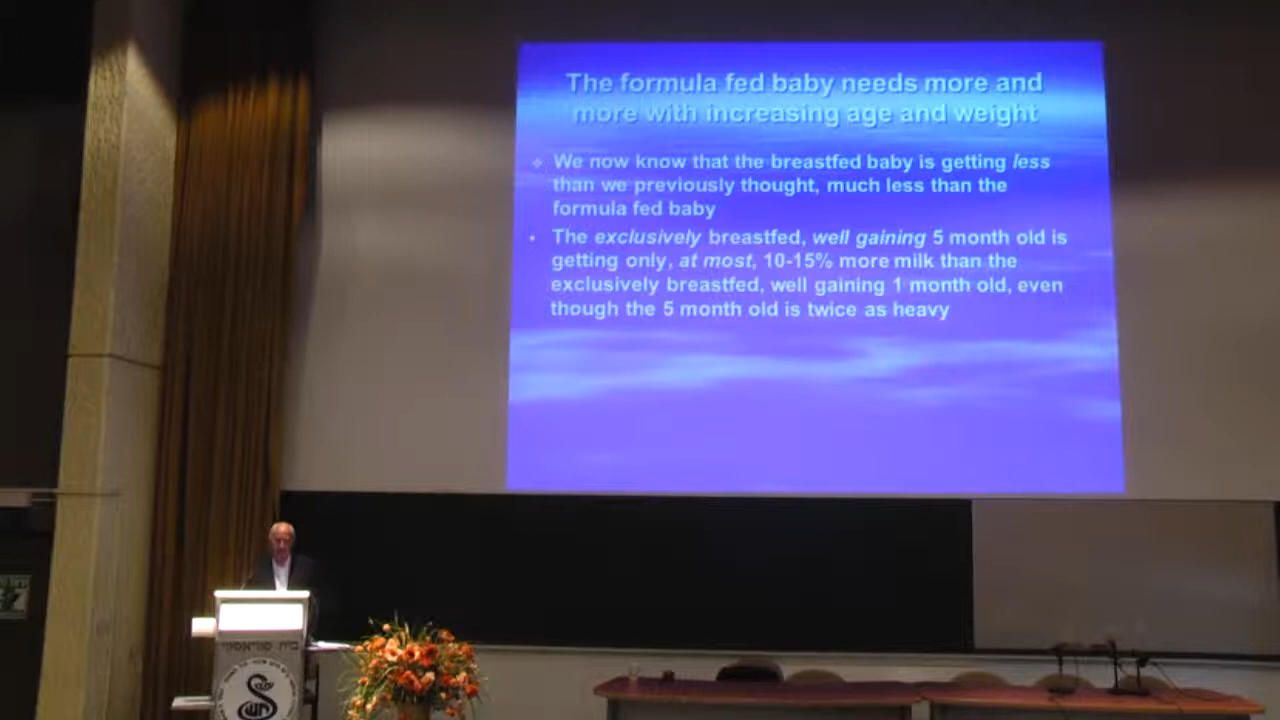 The formula fed baby needs more and
more with increasing age and weight
We now know that the breastfed baby is getting less
than we previously thought, much less than the
formula fed baby
The exclusively breastfed, well gaining 5 month old is
getting only, at most, 10-15% more milk than the
exclusively breastfed, well gaining 1 month old, even
though the 5 month old is twice as heavy